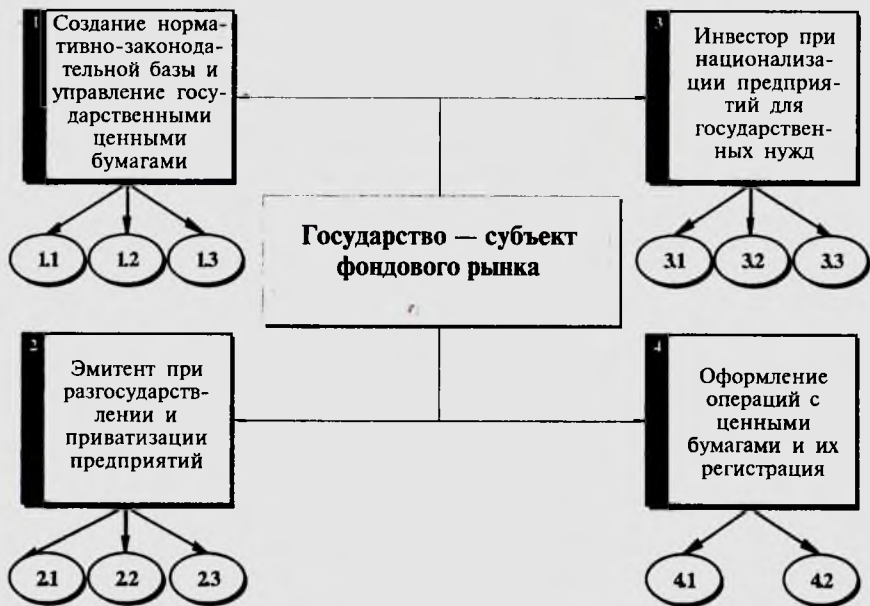 1
Создание норма-
тивно-законода-
тельной базы и
управление госу-
дарственными
ценными
бумагами
1.1 1.2 1.3
3
Инвестор при
национализа-
ции предприя-
тий для
государствен-
ных нужд
3.1 3.2 3.3
Государство — субъект
фондового рынка
2
Эмитент при
разгосударств-
лении и
приватизации
предприятий
2.1 2.2 2.3
4
Оформление
операций с
ценными
бумагами и их
регистрация
4.1 4.2